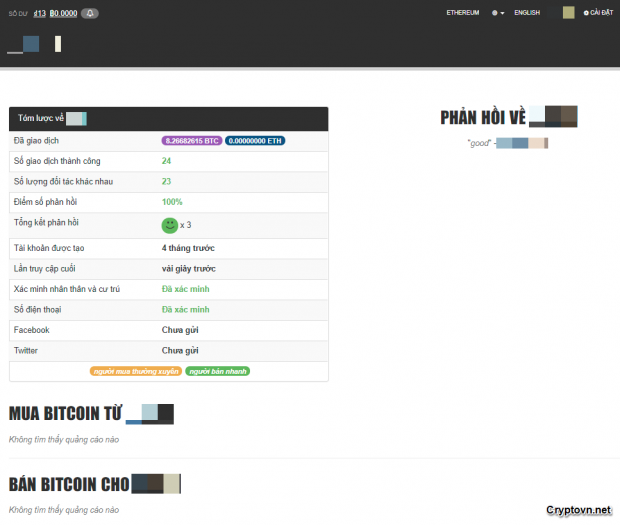 SỐ DƯ ₫13 ฿0.0000 ETHEREUM ENGLISH CÀI ĐẶT
Tóm lược về
Đã giao dịch 8.26682615 BTC 0.00000000 ETH
Số giao dịch thành công 24
Số lượng đối tác khác nhau 23
Điểm số phản hồi 100%
Tổng kết phản hồi x 3
Tài khoản được tạo 4 tháng trước
Lần truy cập cuối vài giây trước
Xác minh nhân thân và cư trú Đã xác minh
Số điện thoại Đã xác minh
Facebook Chưa gửi
Twitter Chưa gửi
người mua thường xuyên người bán nhanh
PHẢN HỒI VỀ
"good" -
MUA BITCOIN TỪ
Không tìm thấy quảng cáo nào
BÁN BITCOIN CHO
Không tìm thấy quảng cáo nào
Cryptovn.net